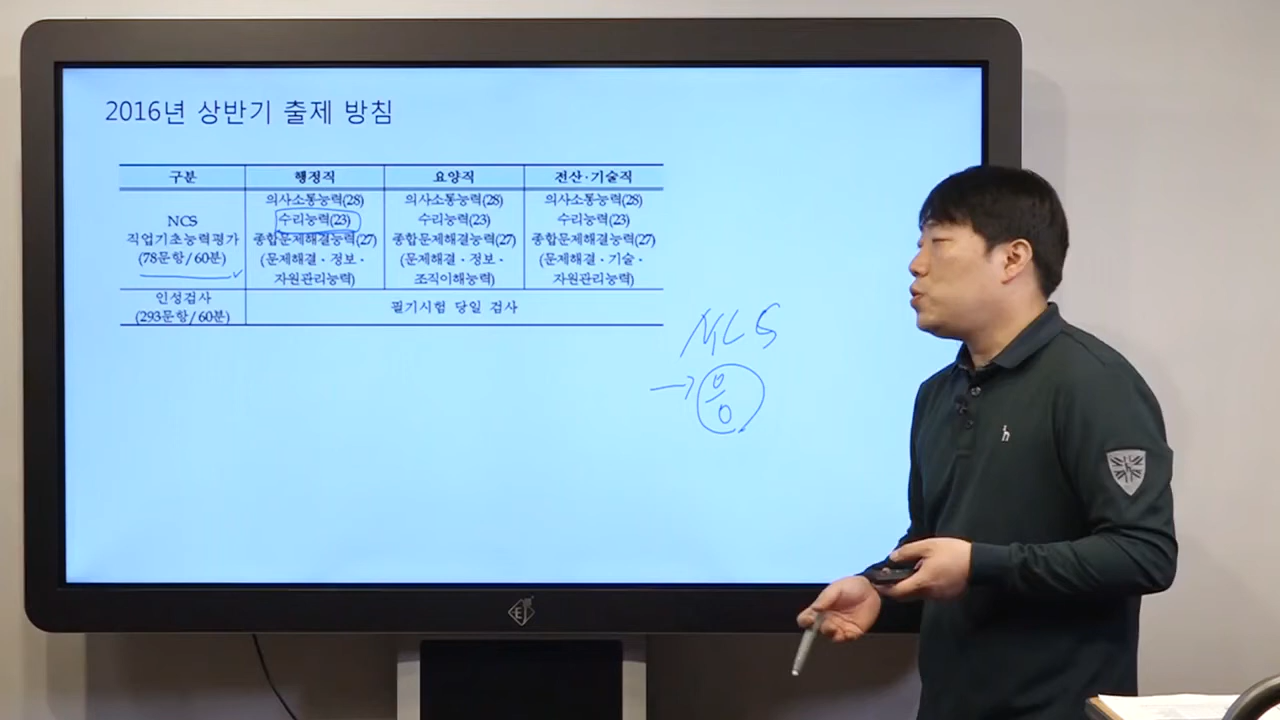 2016년 상반기 출제 방침
구분 행정직 요양직 전산·기술직
NCS
직업기초능력평가
(78문항/60분)
의사소통능력(28)
수리능력(23)
종합문제해결능력(27)
(문제해결·정보·
자원관리능력)
의사소통능력(28)
수리능력(23)
종합문제해결능력(27)
(문제해결·정보·
조직이해능력)
의사소통능력(28)
수리능력(23)
종합문제해결능력(27)
(문제해결·기술·
자원관리능력)
인성검사
(293문항/60분)
필기시험 당일 검사
NCS
→응